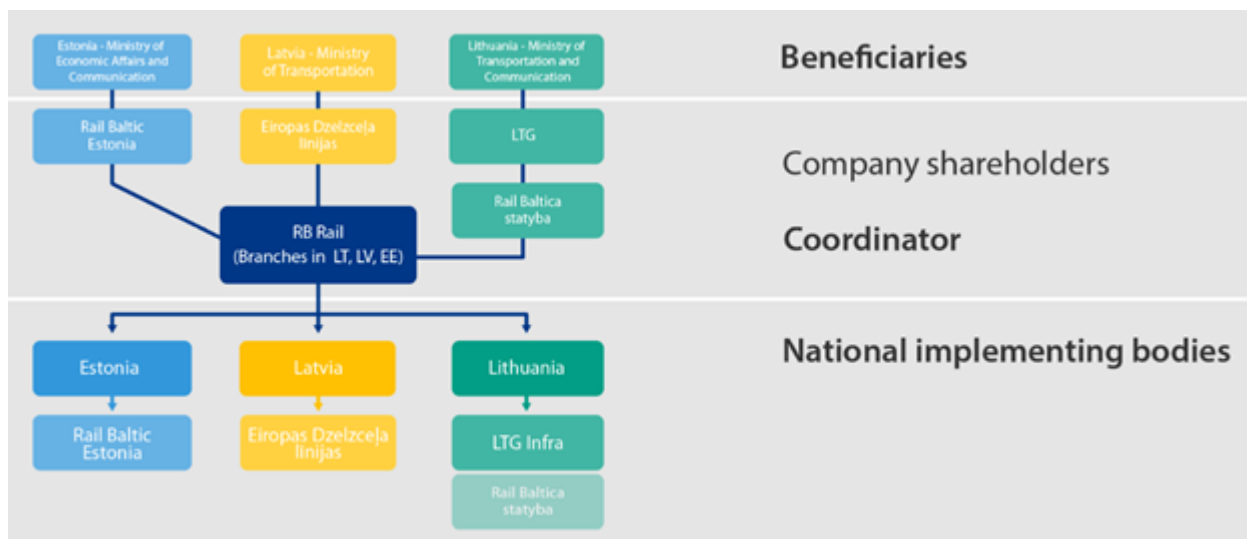 Estonia - Ministry of
Economic Affairs and
Communication
Latvia - Ministry
of Transportation
Lithuania - Ministry of
Transportation and
Communication
Beneficiaries
Rail Baltic
Estonia
Eiropas Dzelzceļa
līnijas
LTG
Company shareholders
Rail Baltica
statyba
RB Rail
(Branches in LT, LV, EE)
Coordinator
National implementing bodies
Estonia
Latvia
Lithuania
Rail Baltic
Estonia
Eiropas Dzelzceļa
līnijas
LTG Infra
Rail Baltica
statyba